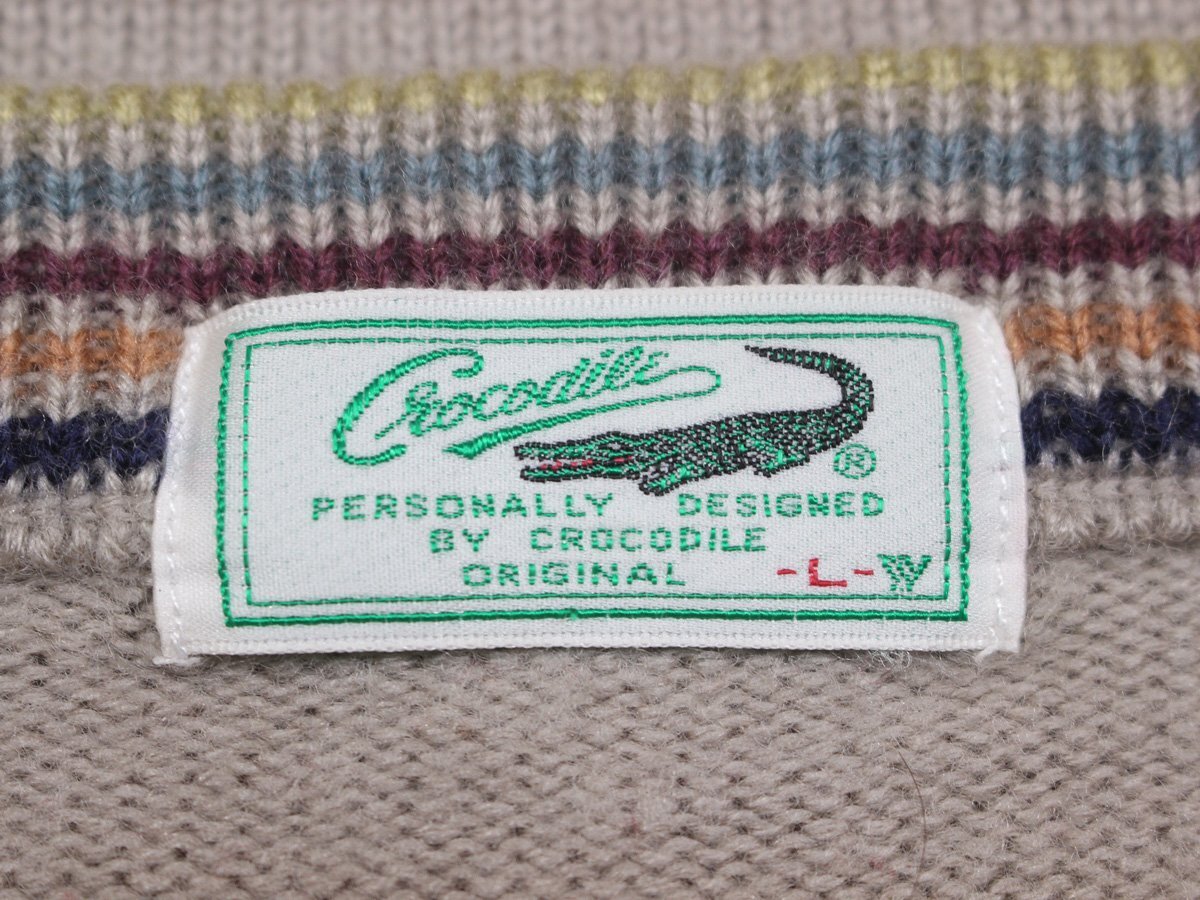 Crocodile
®
PERSONALLY DESIGNED
BY CROCODILE
ORIGINAL
-L-W